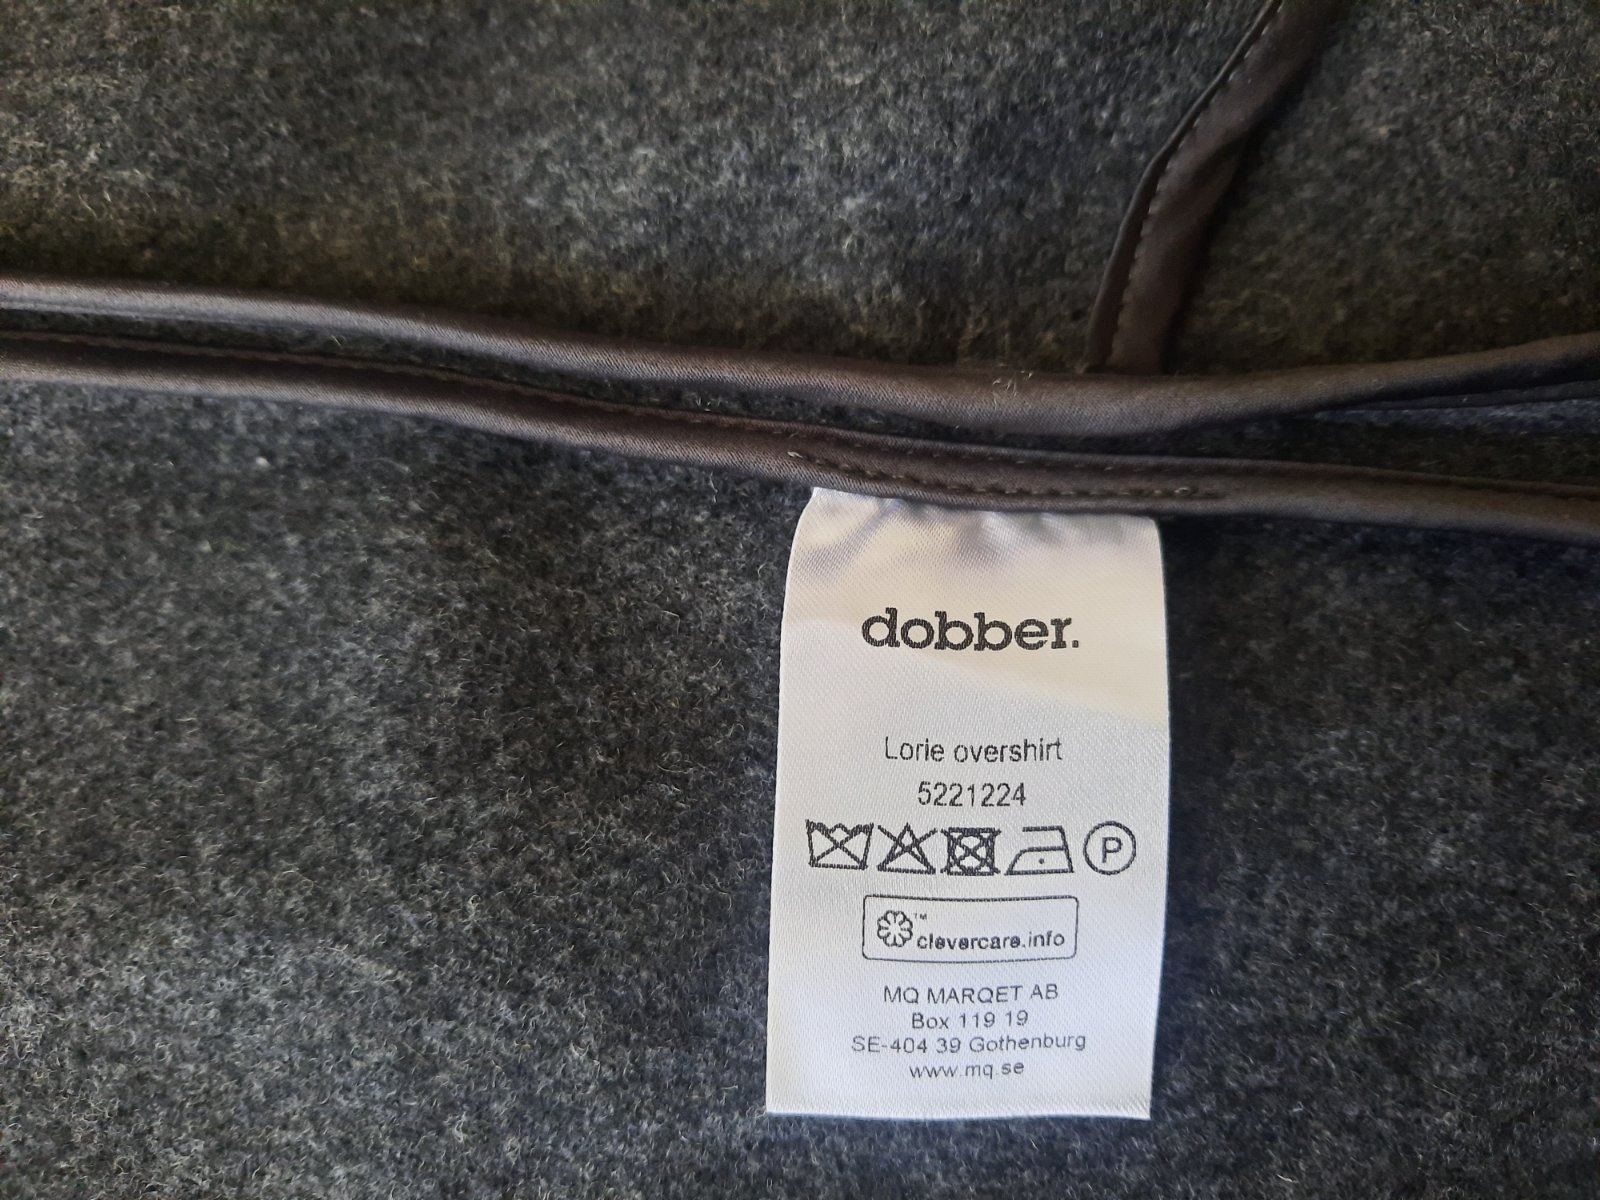 dobber.
Lorie overshirt
5221224
P
™
clevercare.info
MQ MARQET AB
Box 119 19
SE-404 39 Gothenburg
www.mq.se